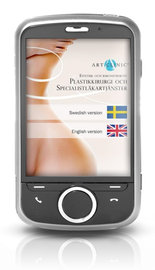 ART CLINIC
PLASTIKKIRURGI OCH
SPECIALISTLÄKARTJÄNSTER
Swedish version
English version